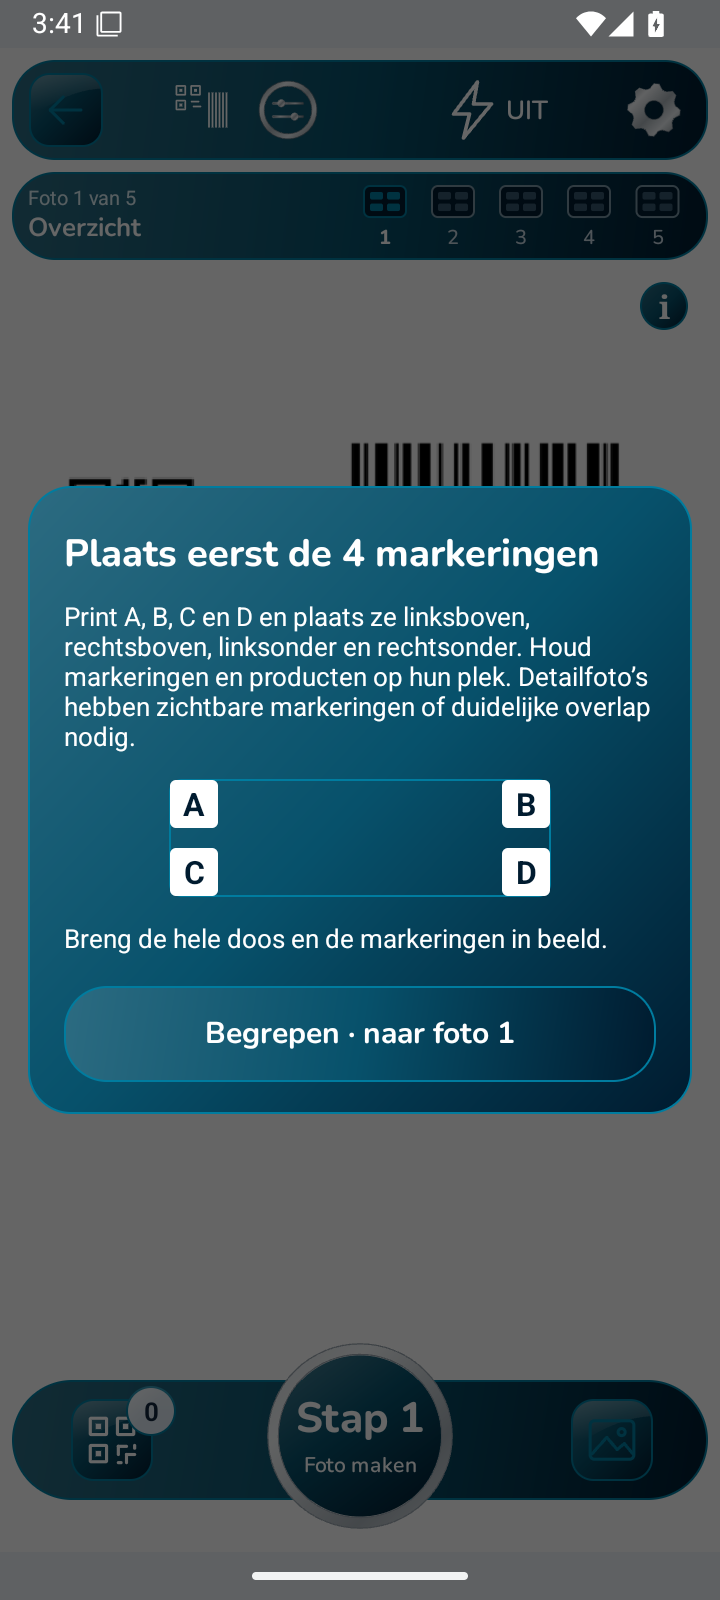 3:41
UIT
Foto 1 van 5
Overzicht
1 2 3 4 5
i
Plaats eerst de 4 markeringen
Print A, B, C en D en plaats ze linksboven,
rechtsboven, linksonder en rechtsonder. Houd
markeringen en producten op hun plek. Detailfoto’s
hebben zichtbare markeringen of duidelijke overlap
nodig.
A B
C D
Breng de hele doos en de markeringen in beeld.
Begrepen · naar foto 1
0
Stap 1
Foto maken